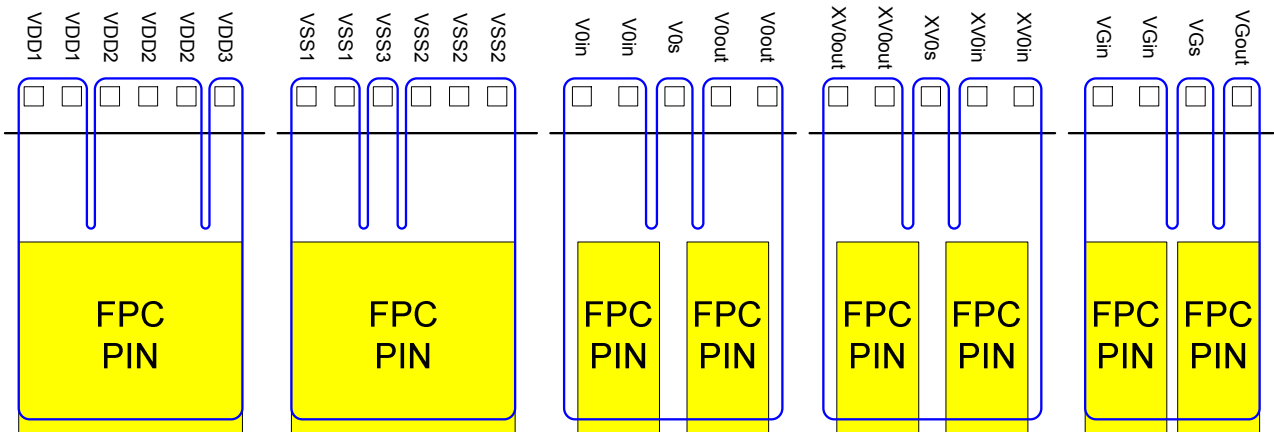 VDD1
VDD1
VDD2
VDD2
VDD2
VDD3
VSS1
VSS1
VSS3
VSS2
VSS2
VSS2
V0in
V0in
V0s
V0out
V0out
XV0out
XV0out
XV0s
XV0in
XV0in
VGin
VGin
VGs
VGout
FPC
PIN
FPC
PIN
FPC
PIN
FPC
PIN
FPC
PIN
FPC
PIN
FPC
PIN
FPC
PIN